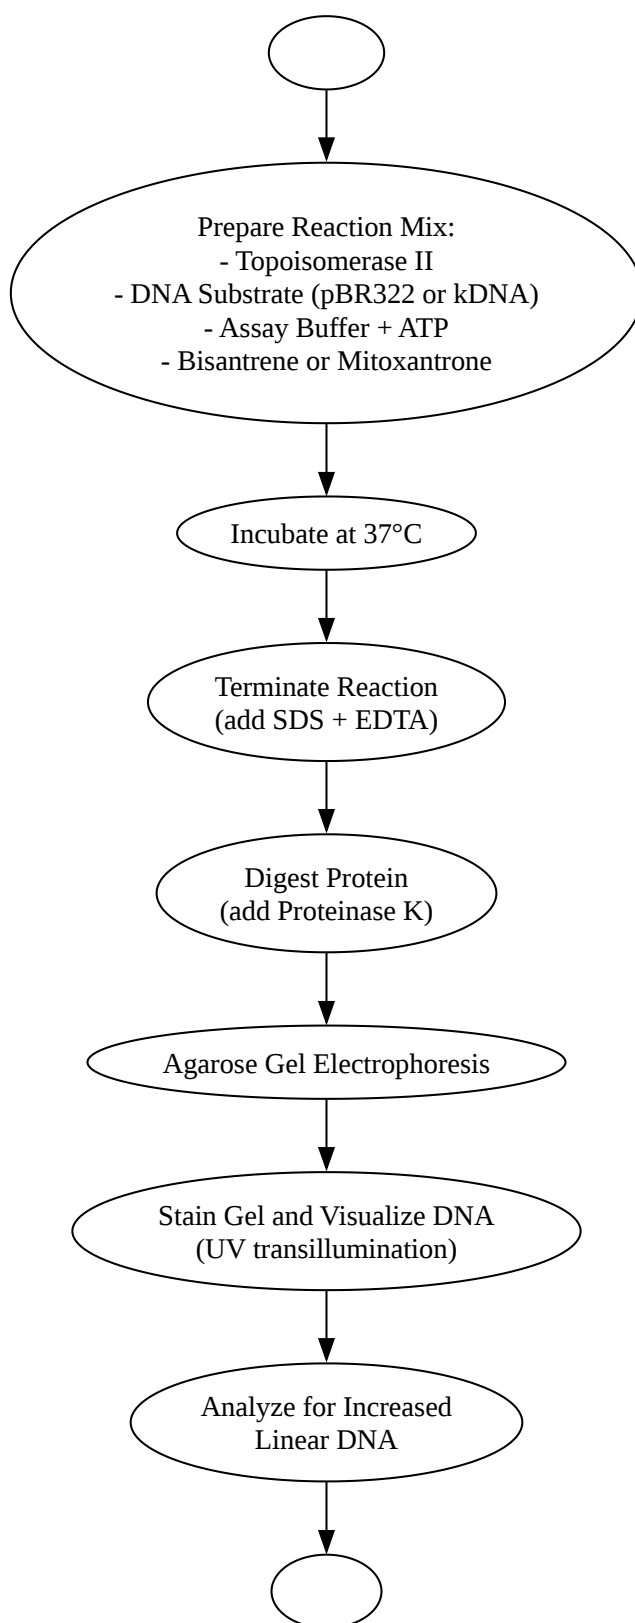 Prepare Reaction Mix:
- Topoisomerase II
- DNA Substrate (pBR322 or kDNA)
- Assay Buffer + ATP
- Bisantrene or Mitoxantrone
Incubate at 37°C
Terminate Reaction
(add SDS + EDTA)
Digest Protein
(add Proteinase K)
Agarose Gel Electrophoresis
Stain Gel and Visualize DNA
(UV transillumination)
Analyze for Increased
Linear DNA